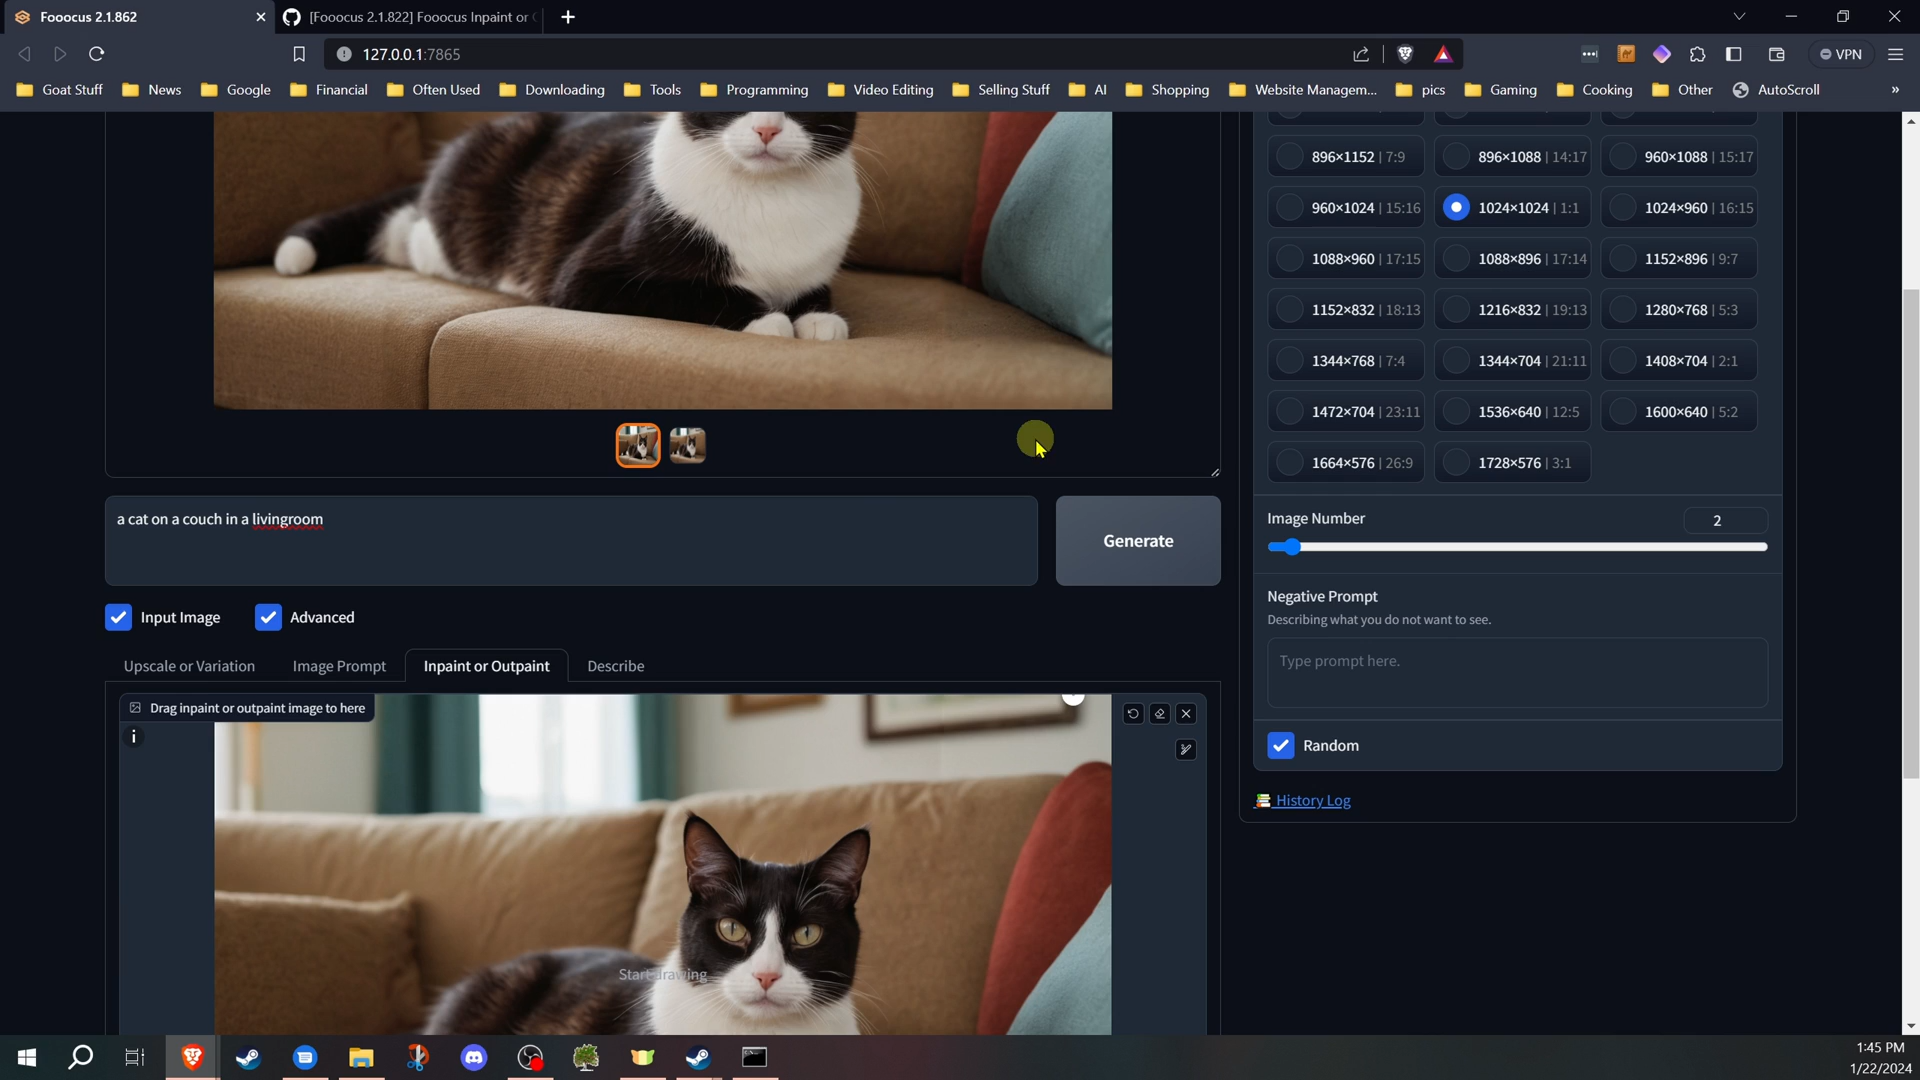 Fooocus 2.1.862
[Fooocus 2.1.822] Fooocus Inpaint or
127.0.0.1:7865
VPN
Goat Stuff
News
Google
Financial
Often Used
Downloading
Tools
Programming
Video Editing
Selling Stuff
AI
Shopping
Website Managem...
pics
Gaming
Cooking
Other
AutoScroll
»
896×1152 | 7:9
896×1088 | 14:17
960×1088 | 15:17
960×1024 | 15:16
1024×1024 | 1:1
1024×960 | 16:15
1088×960 | 17:15
1088×896 | 17:14
1152×896 | 9:7
1152×832 | 18:13
1216×832 | 19:13
1280×768 | 5:3
1344×768 | 7:4
1344×704 | 21:11
1408×704 | 2:1
1472×704 | 23:11
1536×640 | 12:5
1600×640 | 5:2
1664×576 | 26:9
1728×576 | 3:1
a cat on a couch in a livingroom
Generate
Image Number
2
Input Image
Advanced
Negative Prompt
Describing what you do not want to see.
Type prompt here.
Upscale or Variation
Image Prompt
Inpaint or Outpaint
Describe
Drag inpaint or outpaint image to here
i
Random
History Log
Start drawing
1:45 PM
1/22/2024